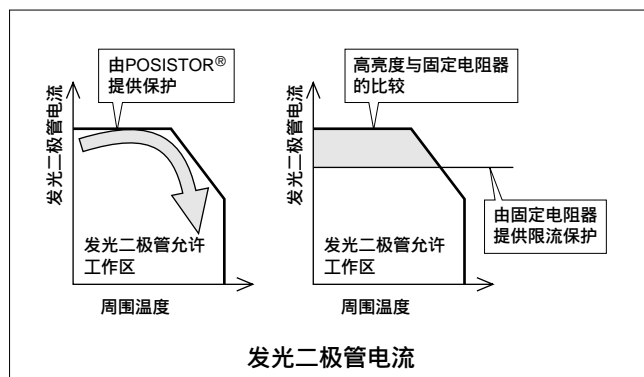 由POSISTOR®
提供保护
发光二极管电流
发光二极管允许
工作区
周围温度
高亮度与固定电阻器
的比较
发光二极管电流
由固定电阻器
提供限流保护
发光二极管允许
工作区
周围温度
发光二极管电流